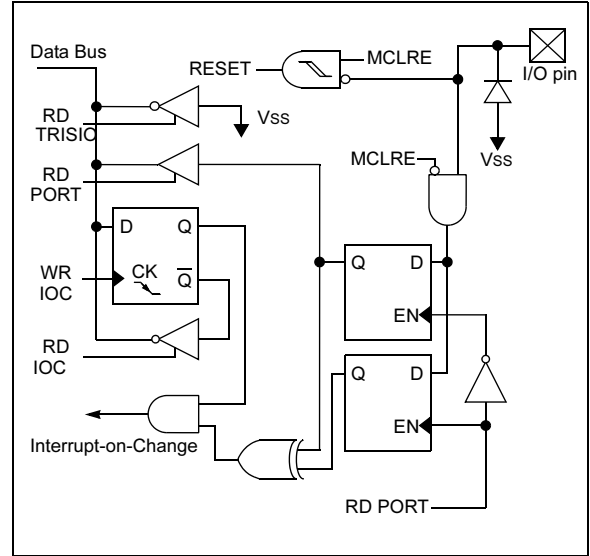 Data Bus
RESET
MCLRE
I/O pin
RD
TRISIO
VSS
VSS
RD
PORT
MCLRE
D
Q
Q
D
WR
IOC
CK
Q
EN
RD
IOC
Q
D
EN
Interrupt-on-Change
RD PORT